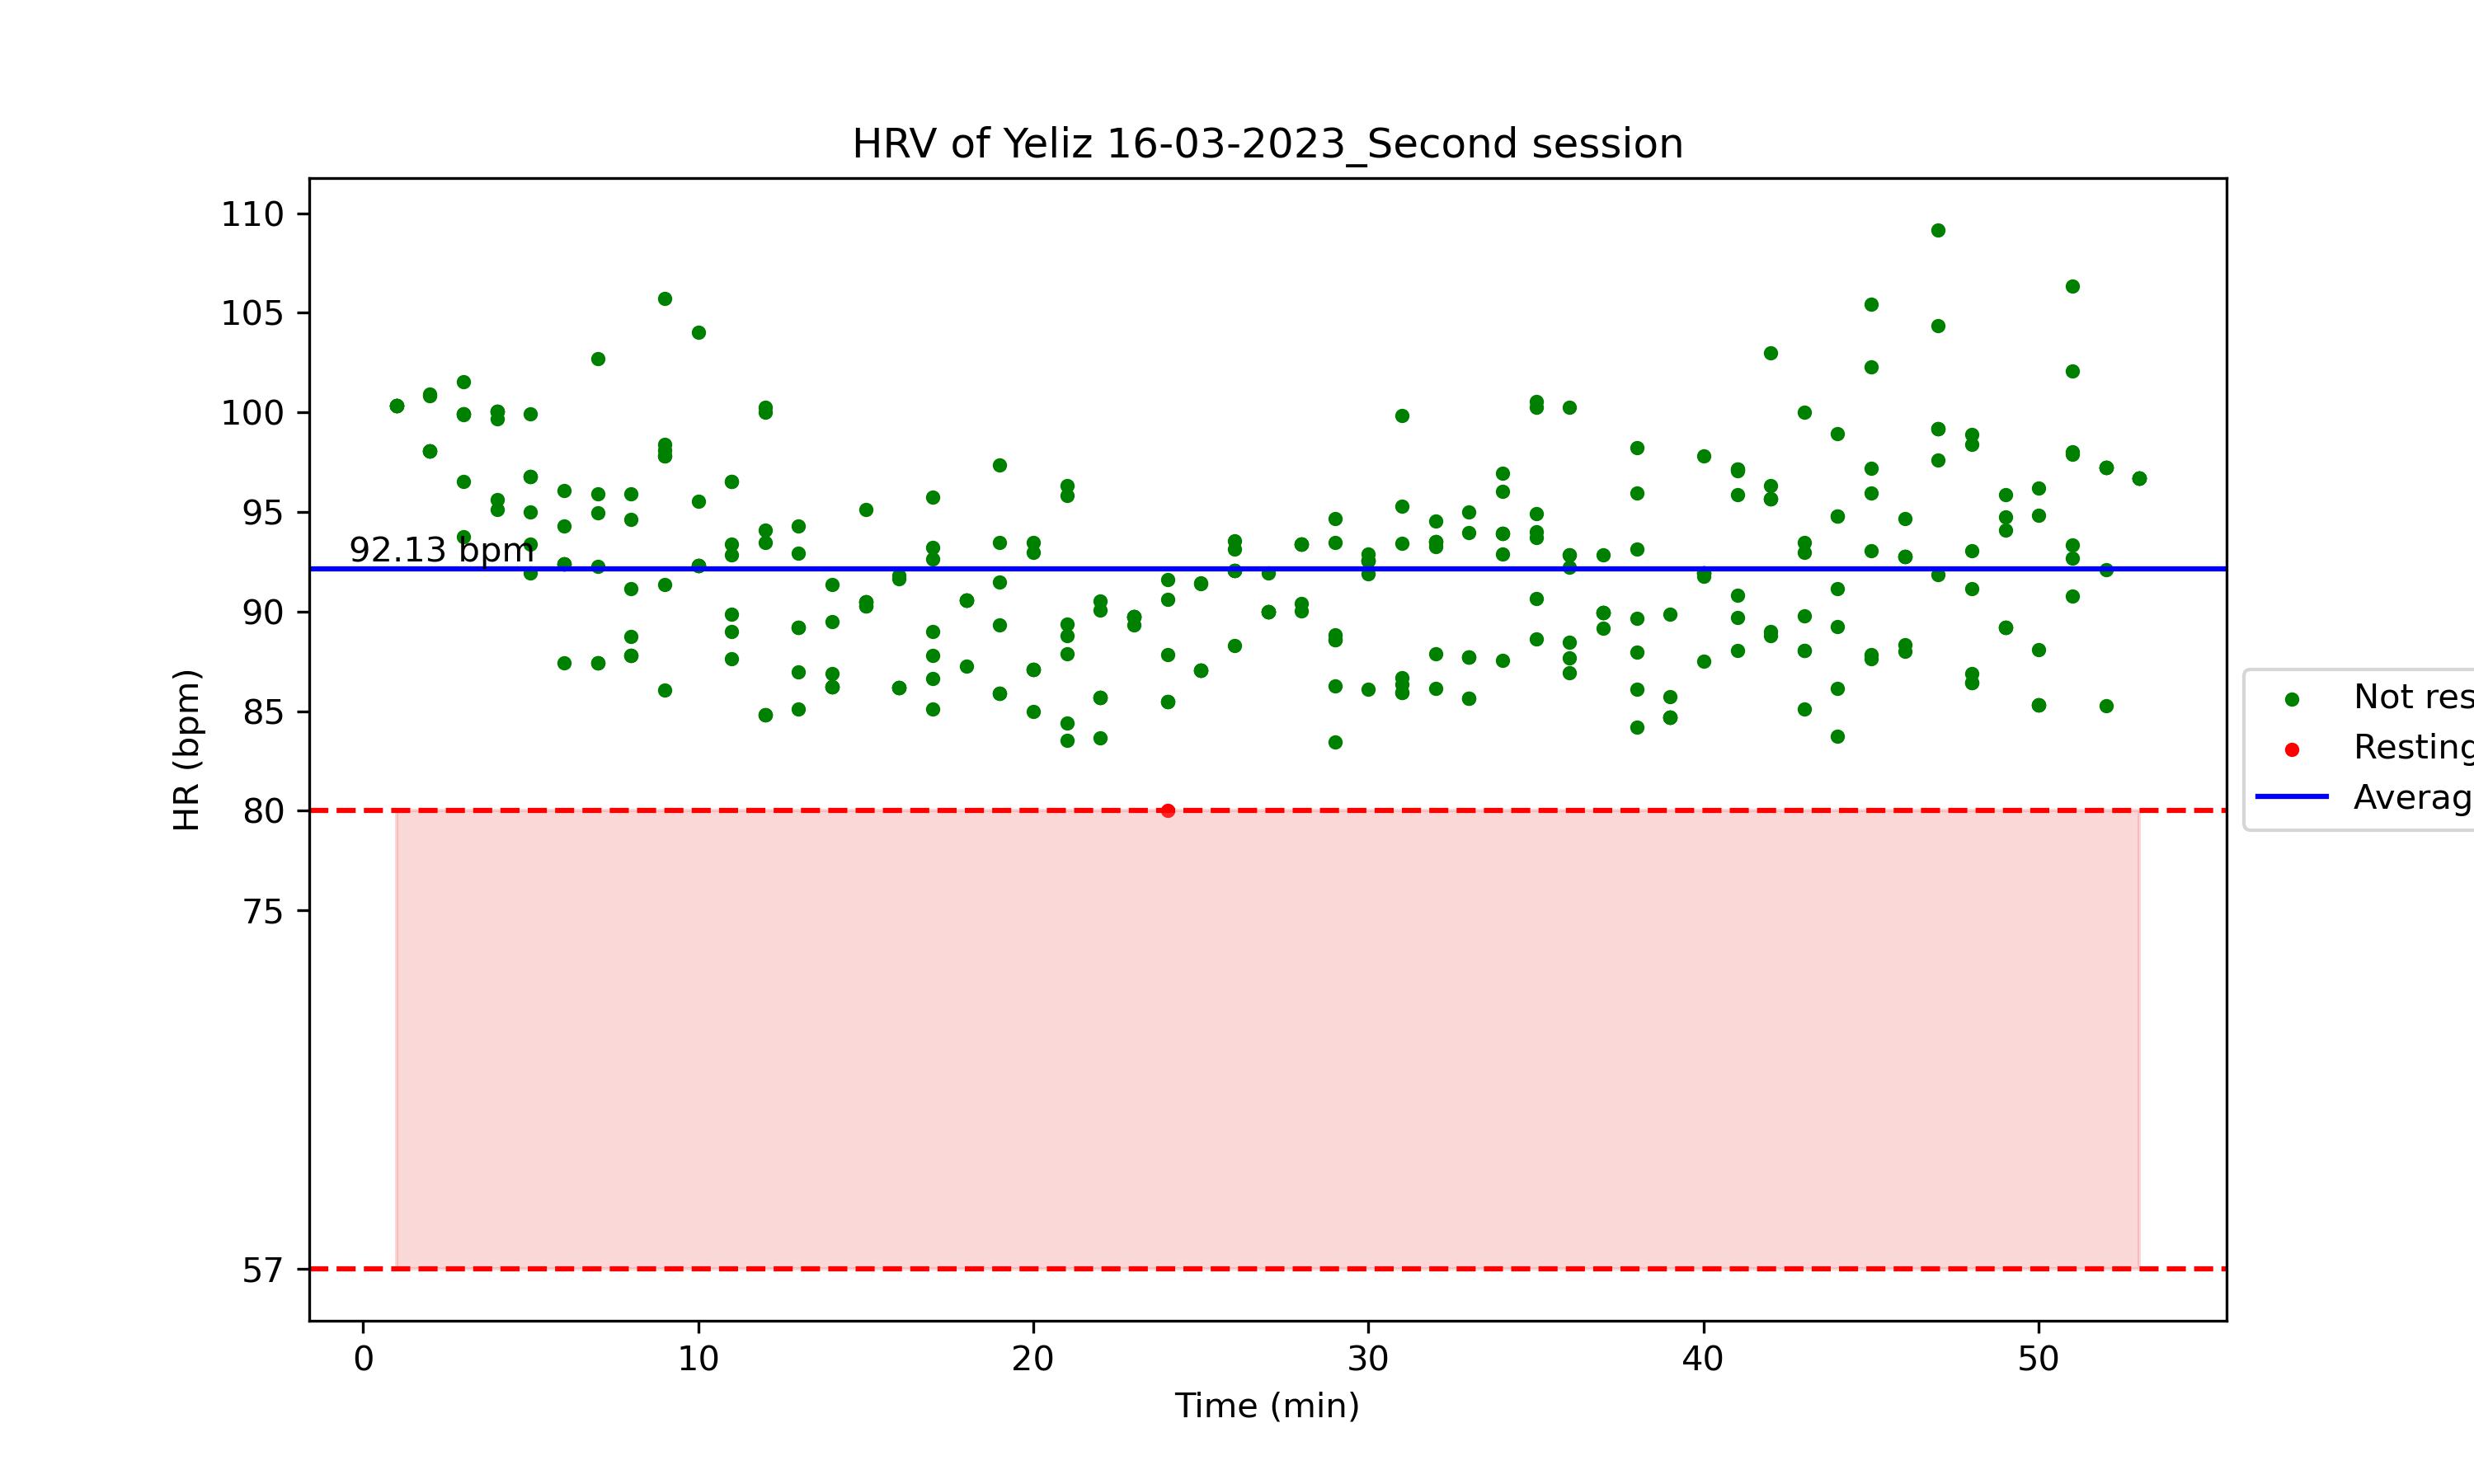 HRV of Yeliz 16-03-2023_Second session
HR (bpm)
110
105
100
95
90
85
80
75
57
92.13 bpm
0
10
20
30
40
50
Time (min)
Not res
Resting
Averag